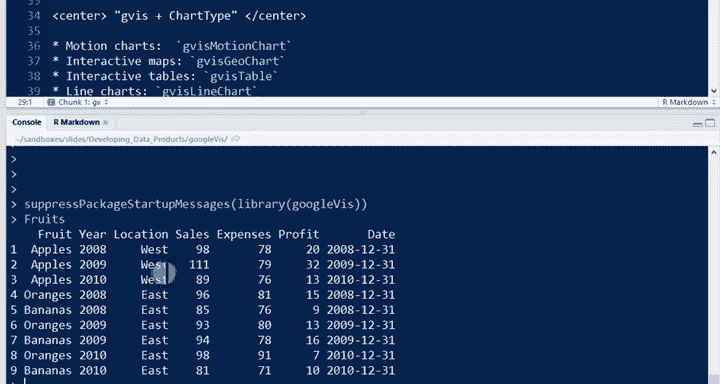 33
34 <center> "gvis + ChartType" </center>
35
36 * Motion charts:  `gvisMotionChart`
37 * Interactive maps: `gvisGeoChart`
38 * Interactive tables: `gvisTable`
39 * Line charts: `gvisLineChart`
29:1 Chunk 1: gv R Markdown
Console R Markdown ×
~/sandboxes/slides/Developing_Data_Products/googleVis/
>
>
>
> suppressPackageStartupMessages(library(googleVis))
> Fruits
Fruit Year Location Sales Expenses Profit Date
1 Apples 2008 West 98 78 20 2008-12-31
2 Apples 2009 West 111 79 32 2009-12-31
3 Apples 2010 West 89 76 13 2010-12-31
4 Oranges 2008 East 96 81 15 2008-12-31
5 Bananas 2008 East 85 76 9 2008-12-31
6 Oranges 2009 East 93 80 13 2009-12-31
7 Bananas 2009 East 94 78 16 2009-12-31
8 Oranges 2010 East 98 91 7 2010-12-31
9 Bananas 2010 East 81 71 10 2010-12-31